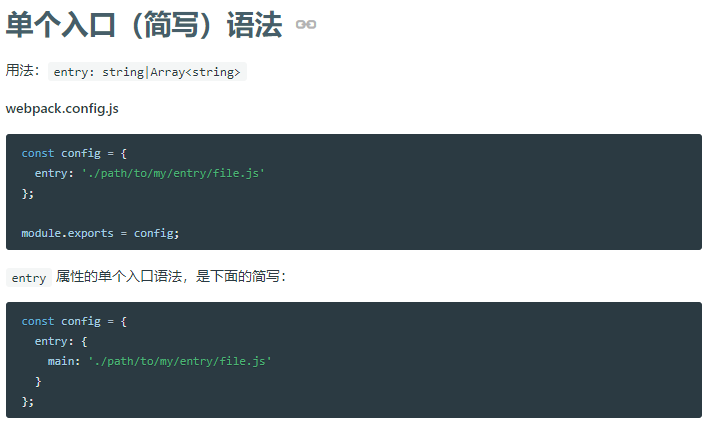 单个入口（简写）语法
用法：entry: string|Array<string>
webpack.config.js
const config = {
  entry: './path/to/my/entry/file.js'
};
module.exports = config;
entry 属性的单个入口语法，是下面的简写：
const config = {
  entry: {
    main: './path/to/my/entry/file.js'
  }
};